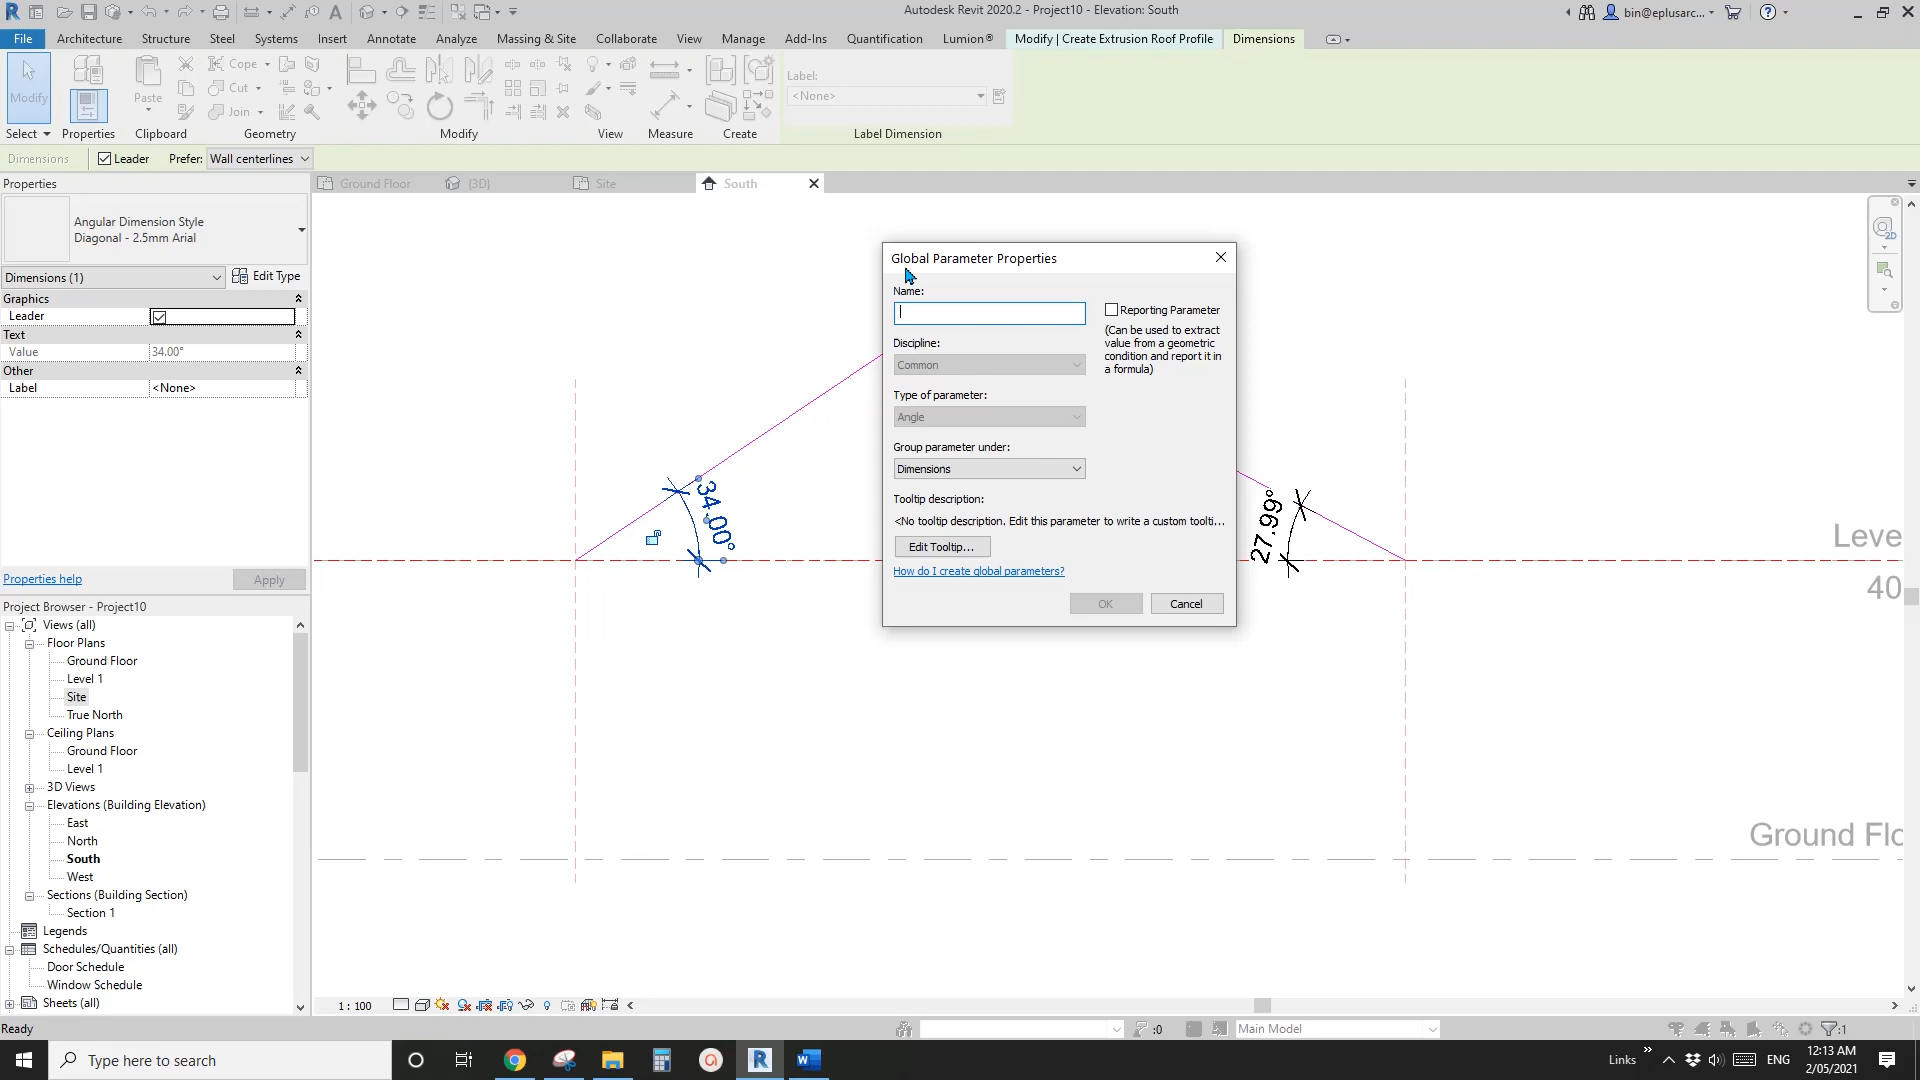 Autodesk Revit 2020.2 - Project10 - Elevation: South
bin@eplusarc...
File Architecture Structure Steel Systems Insert Annotate Analyze Massing & Site Collaborate View Manage Add-Ins Quantification Lumion® Modify | Create Extrusion Roof Profile Dimensions
Modify
Paste
Cope
Cut
Join
Label:
<None>
Select Properties Clipboard Geometry Modify View Measure Create Label Dimension
Dimensions Leader Prefer: Wall centerlines
Properties
Ground Floor {3D} Site South
Angular Dimension Style
Diagonal - 2.5mm Arial
Dimensions (1) Edit Type
Graphics
Leader
Text
Value 34.00°
Other
Label <None>
Properties help Apply
Global Parameter Properties
Name:
Reporting Parameter
(Can be used to extract
value from a geometric
condition and report it in
a formula)
Discipline:
Common
Type of parameter:
Angle
Group parameter under:
Dimensions
Tooltip description:
<No tooltip description. Edit this parameter to write a custom toolti...
Edit Tooltip...
How do I create global parameters?
OK Cancel
34.00°
27.99°
Leve
40
Ground Flo
Project Browser - Project10
Views (all)
Floor Plans
Ground Floor
Level 1
Site
True North
Ceiling Plans
Ground Floor
Level 1
3D Views
Elevations (Building Elevation)
East
North
South
West
Sections (Building Section)
Section 1
Legends
Schedules/Quantities (all)
Door Schedule
Window Schedule
Sheets (all)
1 : 100
Ready
:0
Main Model
:1
Type here to search
Links
ENG
12:13 AM
2/05/2021